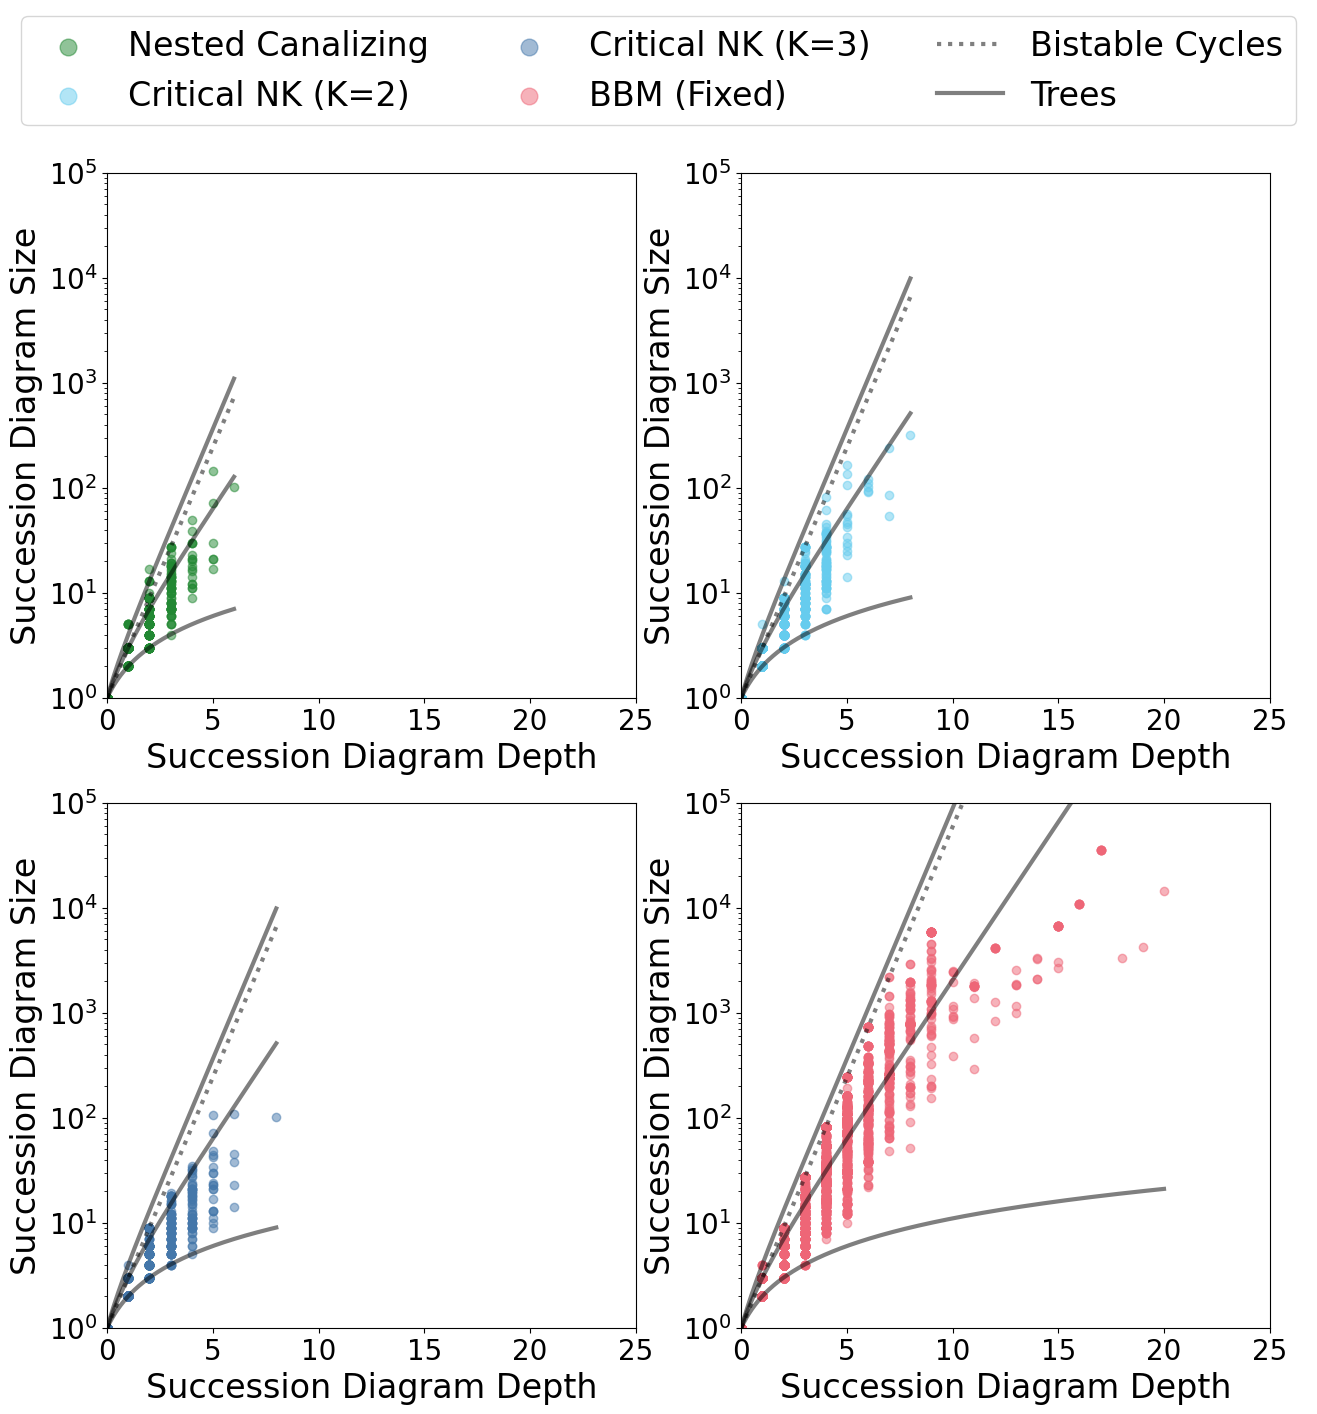 Nested Canalizing
Critical NK (K=2)
Critical NK (K=3)
BBM (Fixed)
Bistable Cycles
Trees
Succession Diagram Size
10^5
10^4
10^3
10^2
10^1
10^0
0 5 10 15 20 25
Succession Diagram Depth
Succession Diagram Size
10^5
10^4
10^3
10^2
10^1
10^0
0 5 10 15 20 25
Succession Diagram Depth
Succession Diagram Size
10^5
10^4
10^3
10^2
10^1
10^0
0 5 10 15 20 25
Succession Diagram Depth
Succession Diagram Size
10^5
10^4
10^3
10^2
10^1
10^0
0 5 10 15 20 25
Succession Diagram Depth